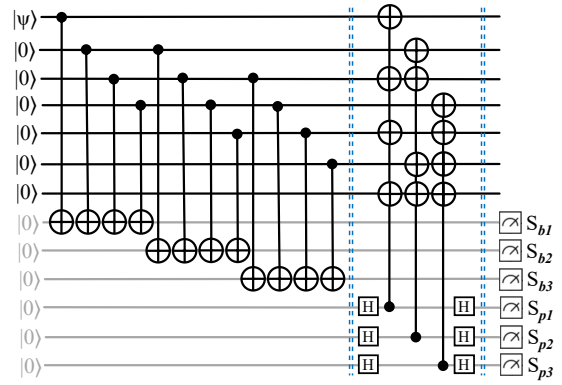 |ψ⟩
|0⟩
|0⟩
|0⟩
|0⟩
|0⟩
|0⟩
|0⟩ S_b1
|0⟩ S_b2
|0⟩ S_b3
|0⟩ H H S_p1
|0⟩ H H S_p2
|0⟩ H H S_p3